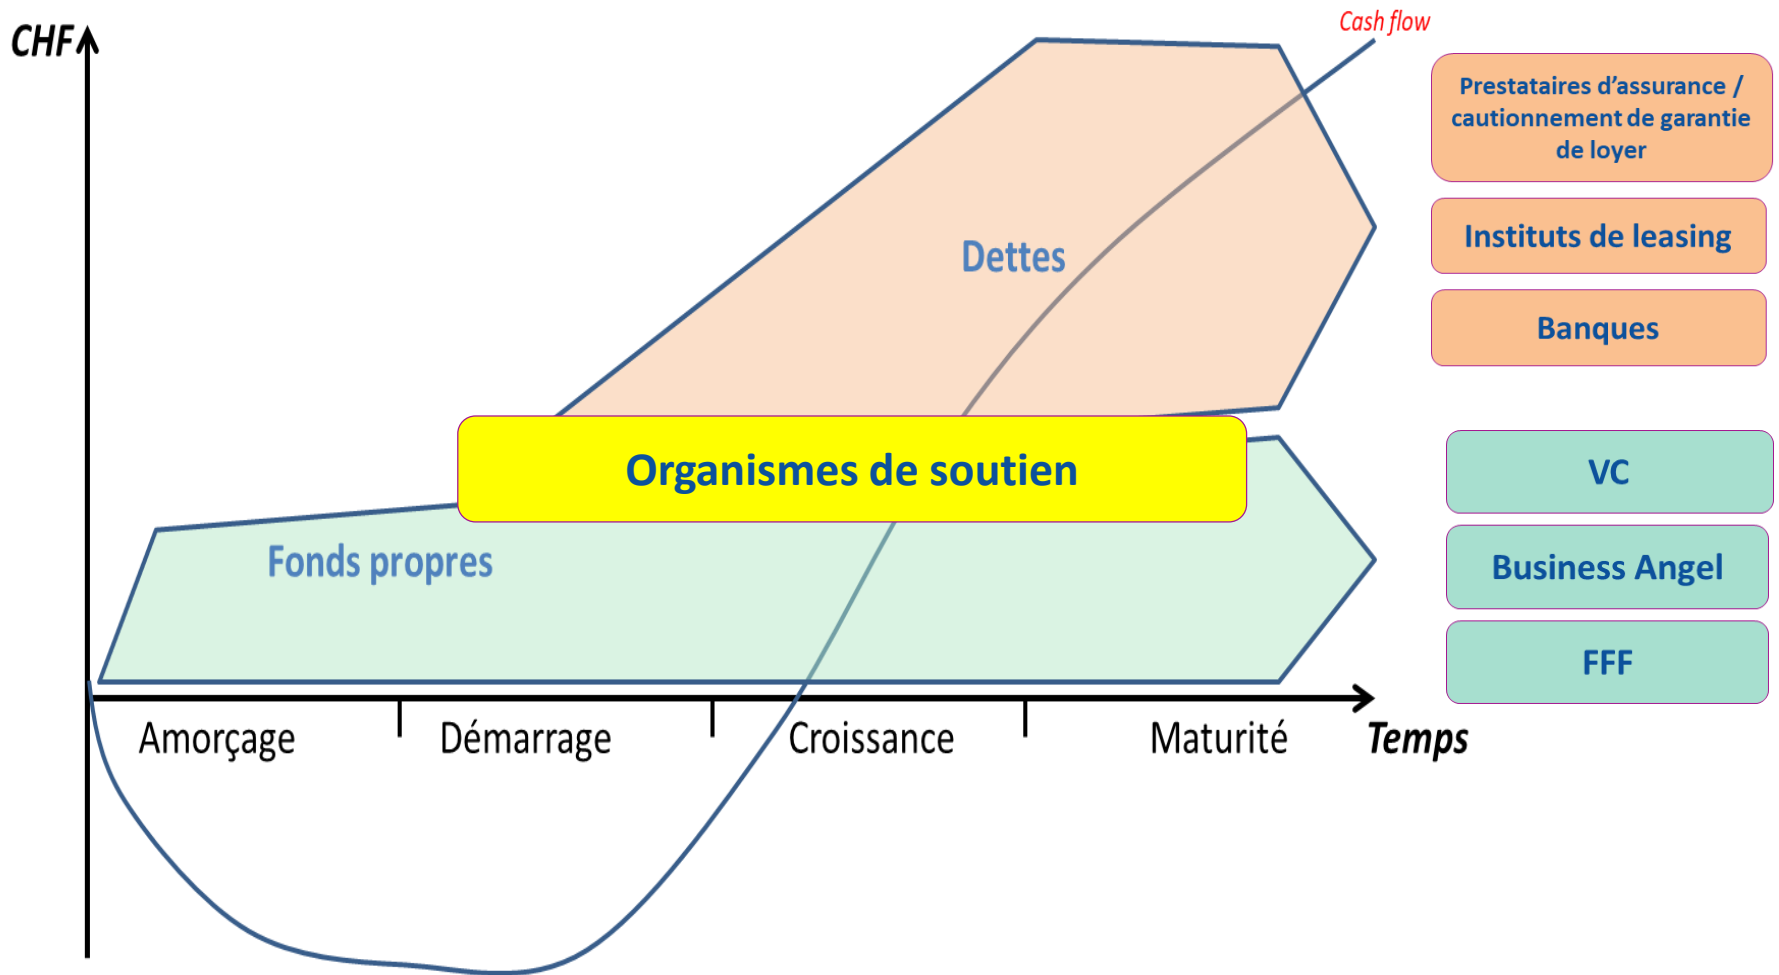 CHF
Cash flow
Prestataires d’assurance /
cautionnement de garantie
de loyer
Instituts de leasing
Dettes
Banques
Organismes de soutien
VC
Fonds propres
Business Angel
FFF
Amorçage
Démarrage
Croissance
Maturité
Temps